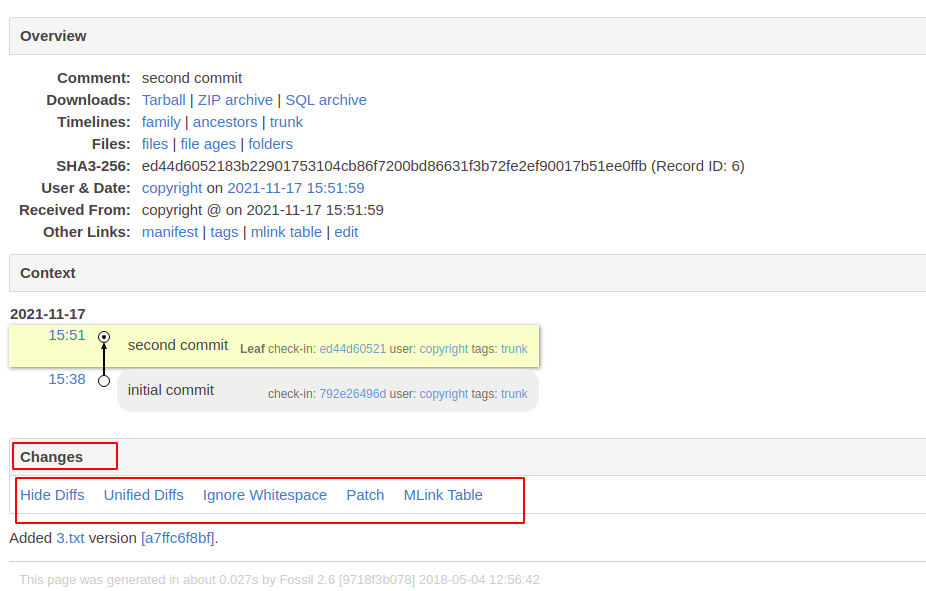 Overview
Comment: second commit
Downloads: Tarball | ZIP archive | SQL archive
Timelines: family | ancestors | trunk
Files: files | file ages | folders
SHA3-256: ed44d6052183b22901753104cb86f7200bd86631f3b72fe2ef90017b51ee0ffb (Record ID: 6)
User & Date: copyright on 2021-11-17 15:51:59
Received From: copyright @ on 2021-11-17 15:51:59
Other Links: manifest | tags | mlink table | edit
Context
2021-11-17
15:51 second commit Leaf check-in: ed44d60521 user: copyright tags: trunk
15:38 initial commit check-in: 792e26496d user: copyright tags: trunk
Changes
Hide Diffs Unified Diffs Ignore Whitespace Patch MLink Table
Added 3.txt version [a7ffc6f8bf].
This page was generated in about 0.027s by Fossil 2.6 [9718f3b078] 2018-05-04 12:56:42